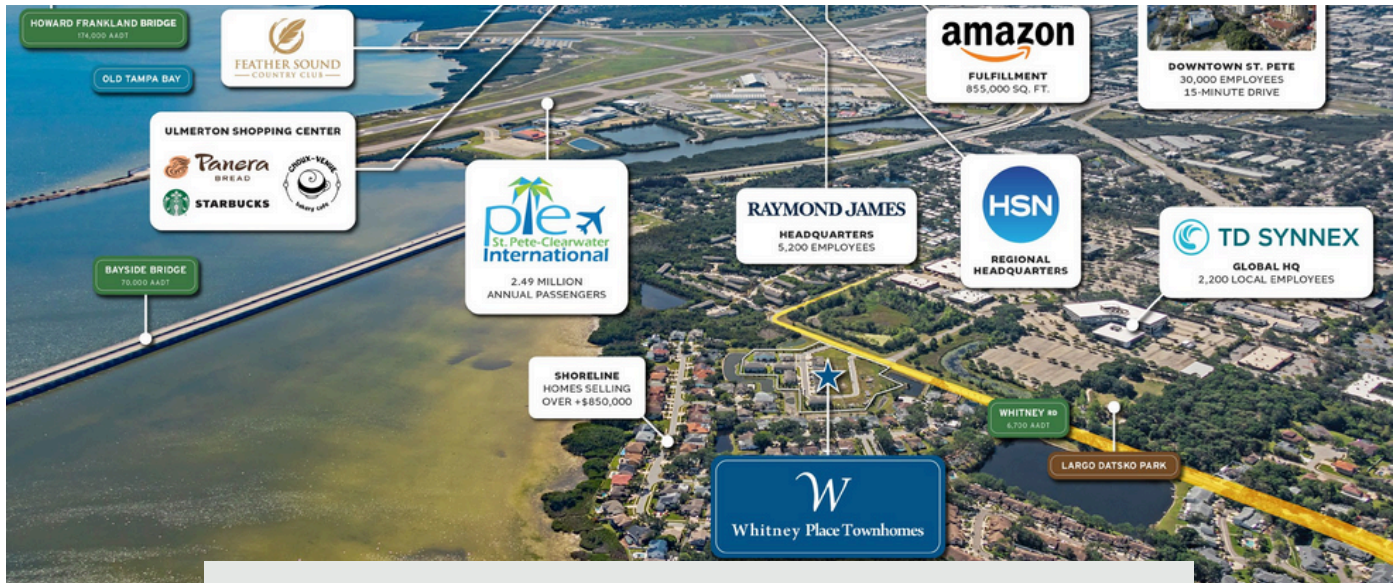 HOWARD FRANKLAND BRIDGE
174,000 AADT
OLD TAMPA BAY
FEATHER SOUND
COUNTRY CLUB
amazon
FULFILLMENT
855,000 SQ. FT.
DOWNTOWN ST. PETE
30,000 EMPLOYEES
15-MINUTE DRIVE
ULMERTON SHOPPING CENTER
Panera
BREAD
STARBUCKS
CROUX-VENUE
bakery cafe
pie
St. Pete-Clearwater
International
2.49 MILLION
ANNUAL PASSENGERS
RAYMOND JAMES
HEADQUARTERS
5,200 EMPLOYEES
HSN
REGIONAL
HEADQUARTERS
TD SYNNEX
GLOBAL HQ
2,200 LOCAL EMPLOYEES
BAYSIDE BRIDGE
70,000 AADT
SHORELINE
HOMES SELLING
OVER +$850,000
WHITNEY RD
6,700 AADT
LARGO DATSKO PARK
W
Whitney Place Townhomes